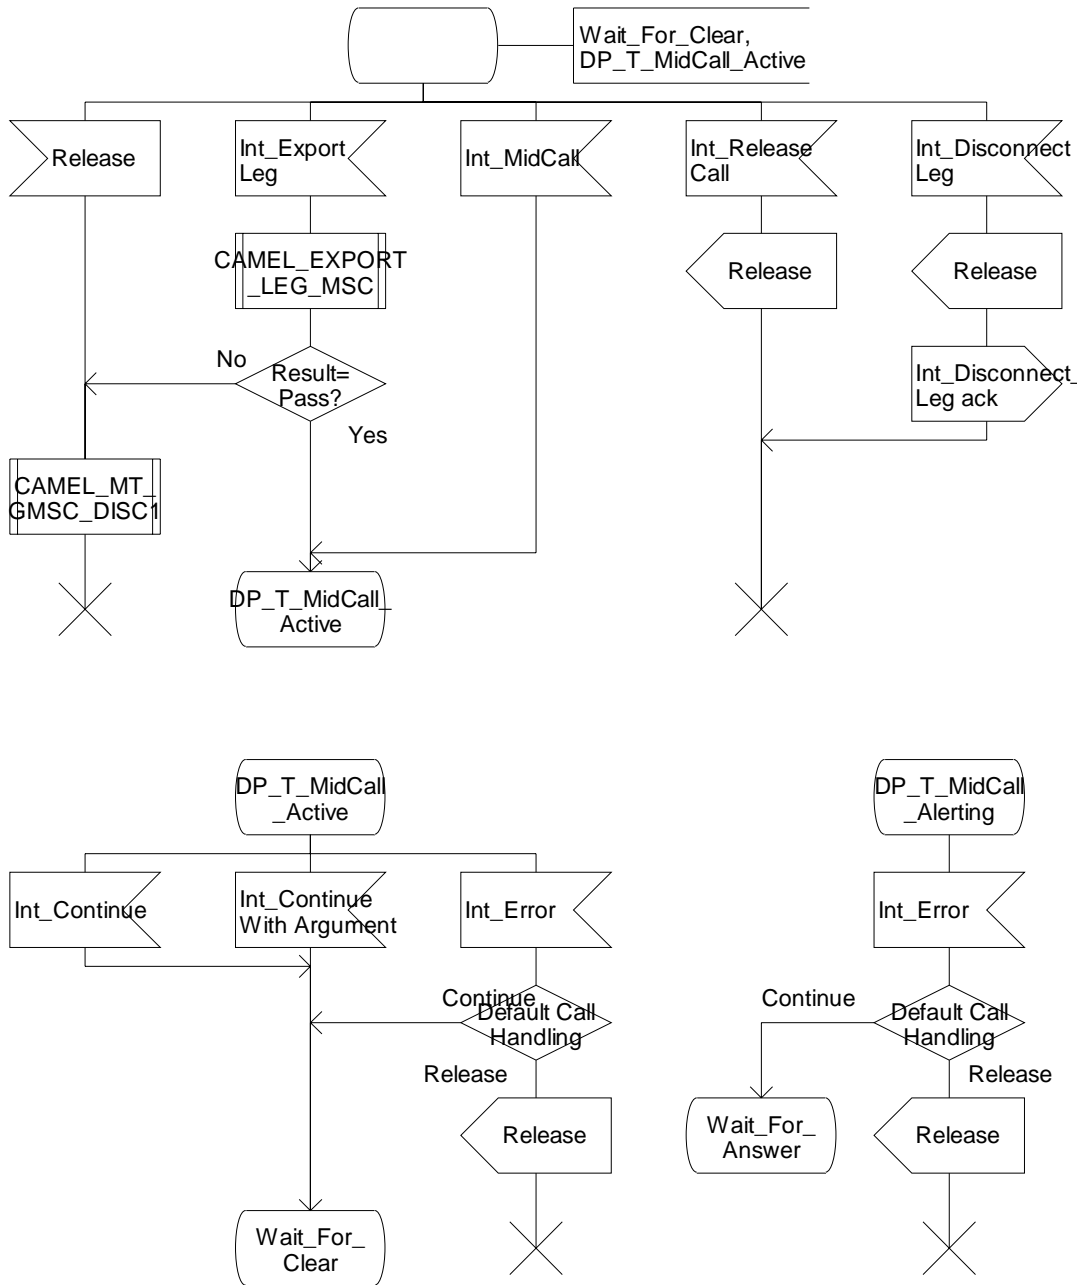 Wait_For_Clear,
DP_T_MidCall_Active
Release
Int_Export
Leg
Int_MidCall
Int_Release
Call
Int_Disconnect
Leg
CAMEL_EXPORT
_LEG_MSC
Release
Release
No
Result=
Pass?
Yes
Int_Disconnect_
Leg ack
CAMEL_MT_
GMSC_DISC1
DP_T_MidCall_
Active
DP_T_MidCall
_Active
DP_T_MidCall
_Alerting
Int_Continue
Int_Continue
With Argument
Int_Error
Int_Error
Continue
Default Call
Handling
Release
Continue
Default Call
Handling
Release
Release
Wait_For_
Answer
Release
Wait_For_
Clear